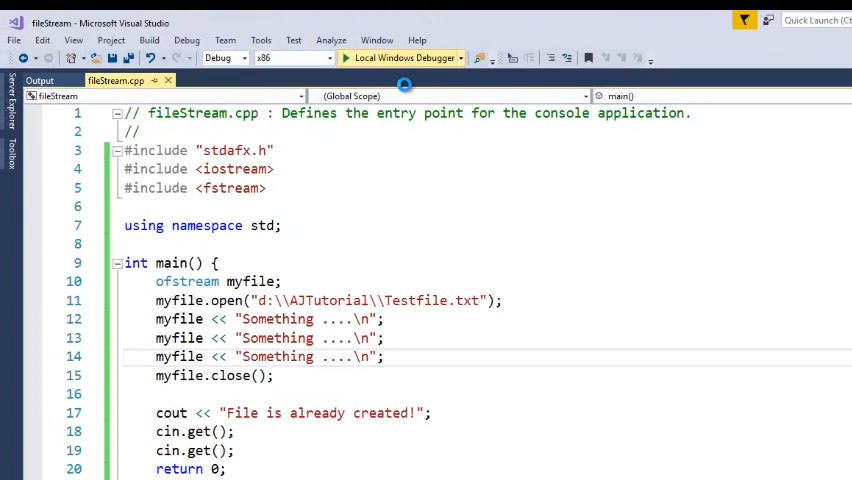 fileStream - Microsoft Visual Studio
Quick Launch (Ctrl
File Edit View Project Build Debug Team Tools Test Analyze Window Help
Debug x86 Local Windows Debugger
Server Explorer
Toolbox
Output fileStream.cpp
fileStream (Global Scope) main()
1 // fileStream.cpp : Defines the entry point for the console application.
2 //
3 #include "stdafx.h"
4 #include <iostream>
5 #include <fstream>
6
7 using namespace std;
8
9 int main() {
10 ofstream myfile;
11 myfile.open("d:\\AJTutorial\\Testfile.txt");
12 myfile << "Something ....\n";
13 myfile << "Something ....\n";
14 myfile << "Something ....\n";
15 myfile.close();
16
17 cout << "File is already created!";
18 cin.get();
19 cin.get();
20 return 0;